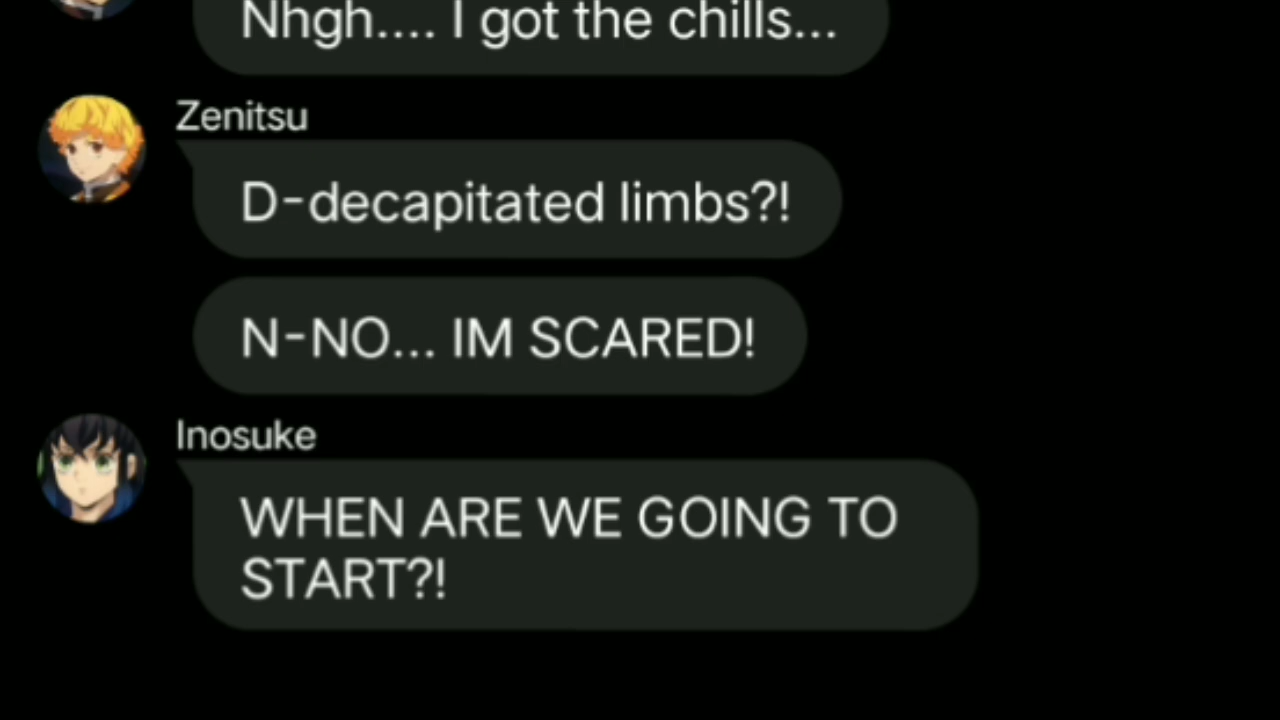 Nhgh.... I got the chills...
Zenitsu
D-decapitated limbs?!
N-NO... IM SCARED!
Inosuke
WHEN ARE WE GOING TO
START?!